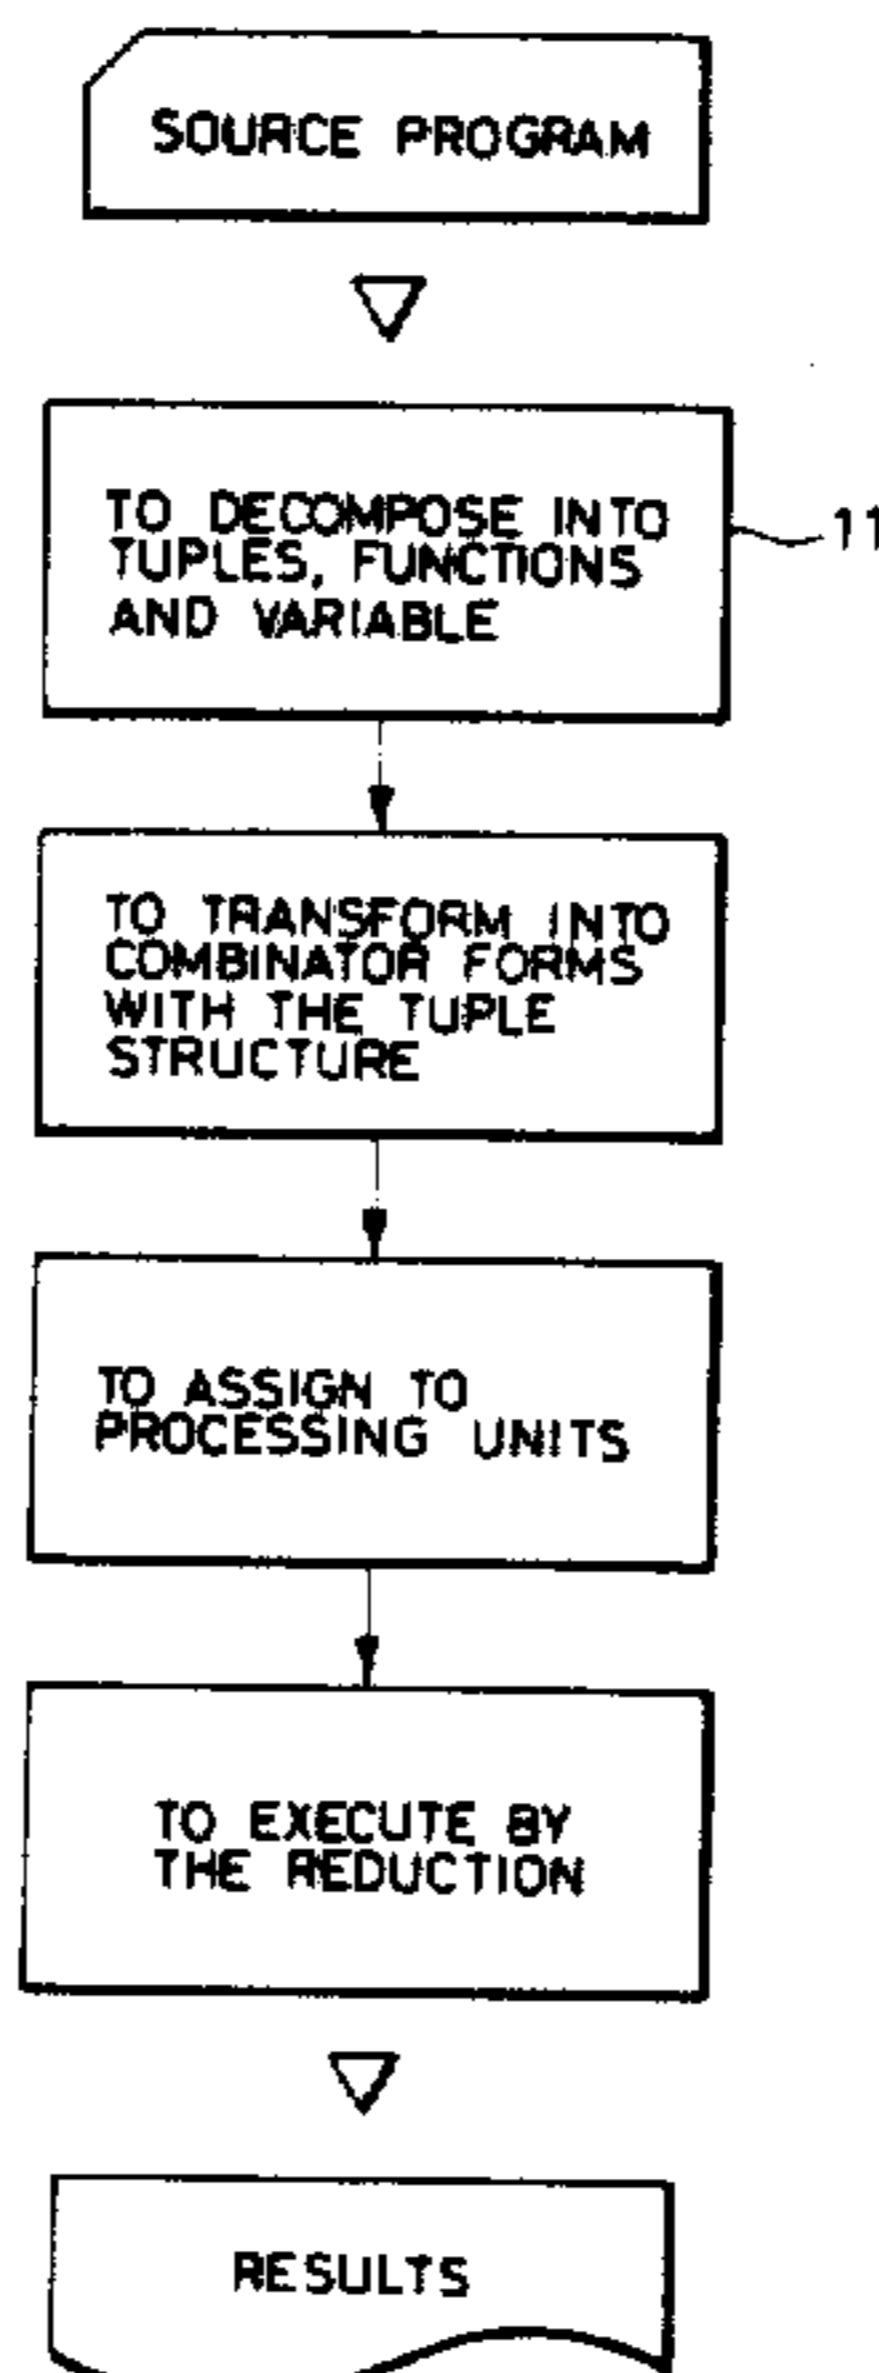 SOURCE PROGRAM
TO DECOMPOSE INTO
TUPLES, FUNCTIONS
AND VARIABLE
11
TO TRANSFORM INTO
COMBINATOR FORMS
WITH THE TUPLE
STRUCTURE
TO ASSIGN TO
PROCESSING UNITS
TO EXECUTE BY
THE REDUCTION
RESULTS